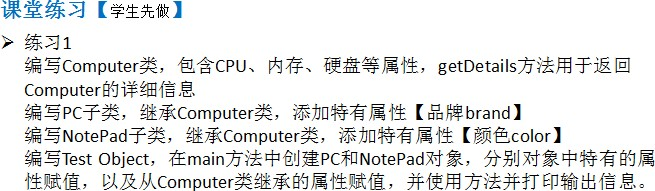 课堂练习【学生先做】
➢ 练习1
编写Computer类，包含CPU、内存、硬盘等属性，getDetails方法用于返回
Computer的详细信息
编写PC子类，继承Computer类，添加特有属性【品牌brand】
编写NotePad子类，继承Computer类，添加特有属性【颜色color】
编写Test Object，在main方法中创建PC和NotePad对象，分别对象中特有的属
性赋值，以及从Computer类继承的属性赋值，并使用方法并打印输出信息。